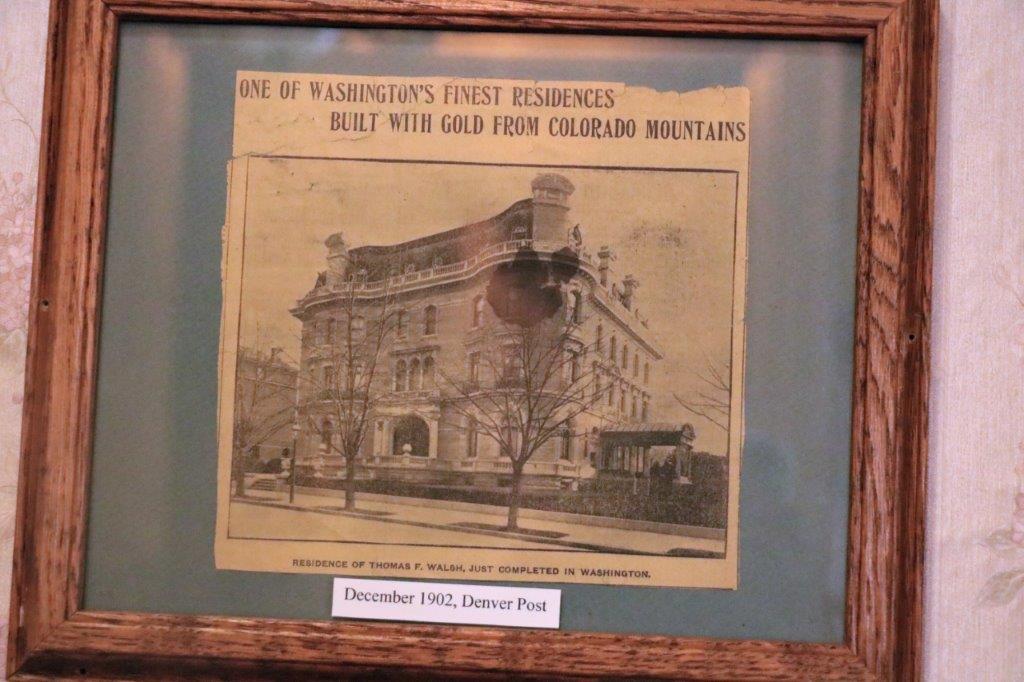 ONE OF WASHINGTON'S FINEST RESIDENCES
BUILT WITH GOLD FROM COLORADO MOUNTAINS
RESIDENCE OF THOMAS F. WALSH, JUST COMPLETED IN WASHINGTON.
December 1902, Denver Post